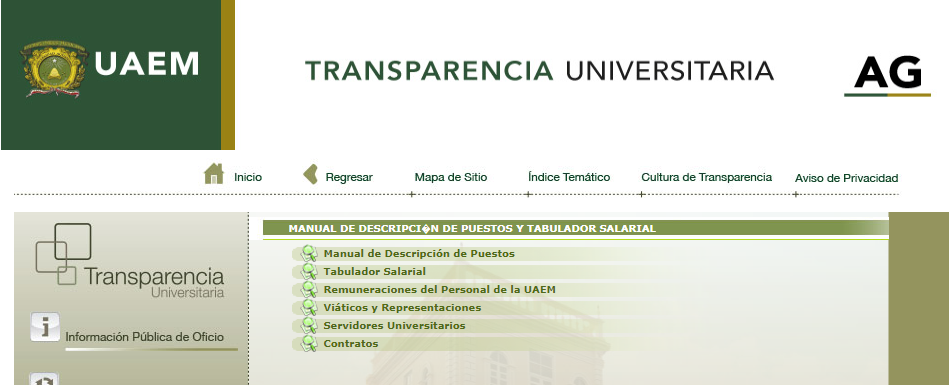 UAEM
TRANSPARENCIA UNIVERSITARIA
AG
Inicio
Regresar
Mapa de Sitio
Índice Temático
Cultura de Transparencia
Aviso de Privacidad
Transparencia
Universitaria
i
Información Pública de Oficio
MANUAL DE DESCRIPCI�N DE PUESTOS Y TABULADOR SALARIAL
Manual de Descripción de Puestos
Tabulador Salarial
Remuneraciones del Personal de la UAEM
Viáticos y Representaciones
Servidores Universitarios
Contratos